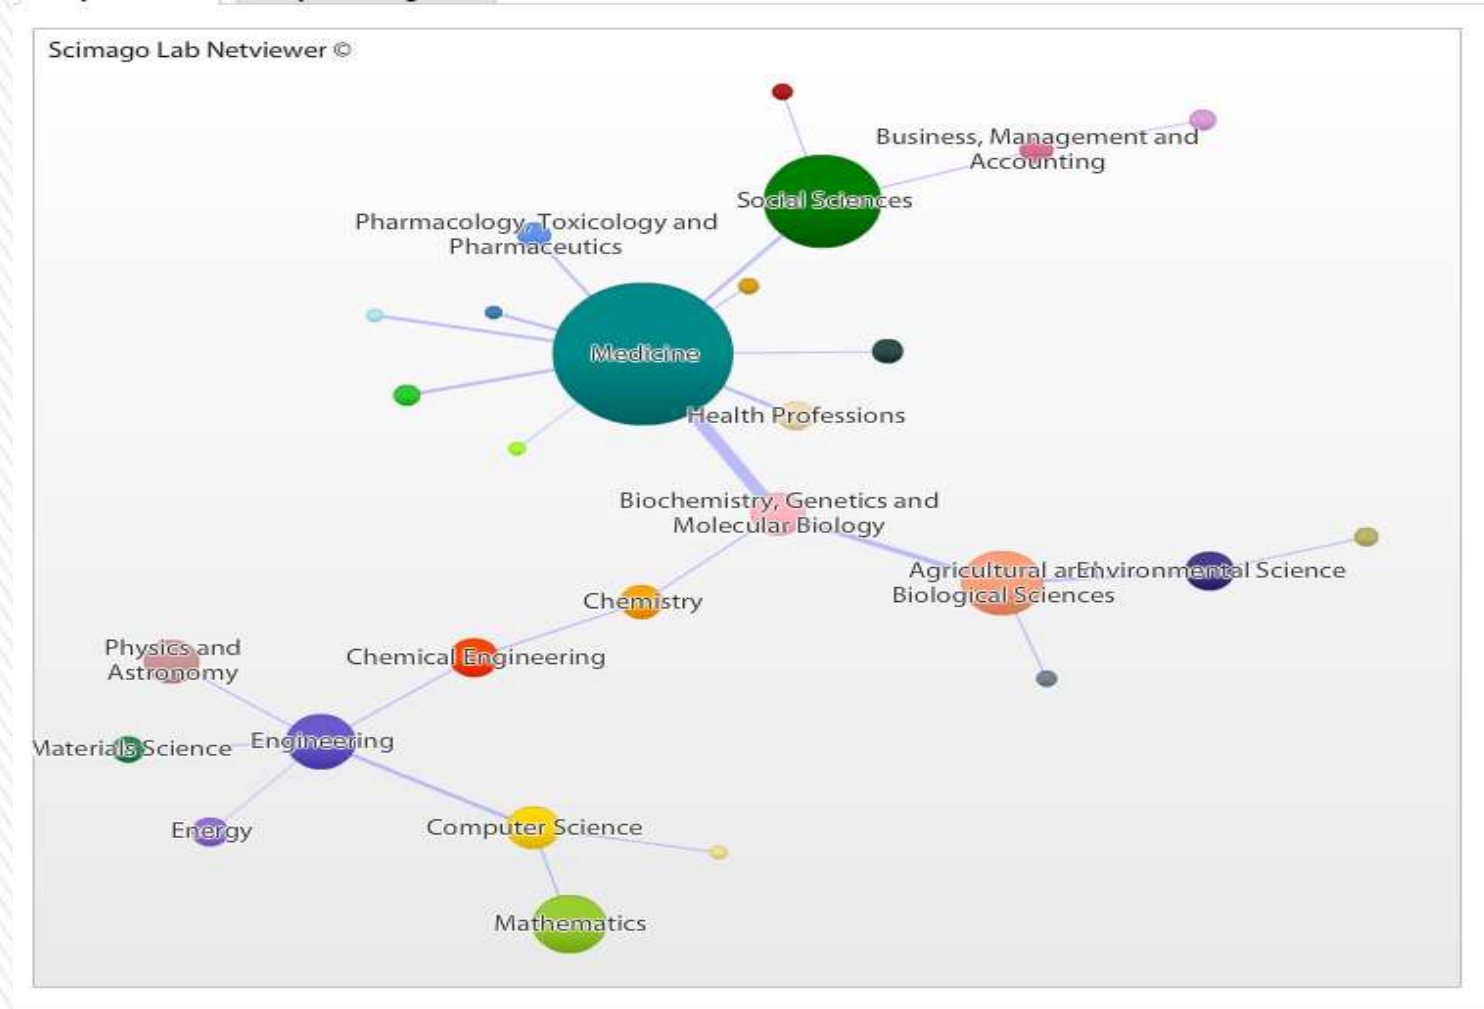 Scimago Lab Netviewer ©
Business, Management and
Accounting
Social Sciences
Pharmacology, Toxicology and
Pharmaceutics
Medicine
Health Professions
Biochemistry, Genetics and
Molecular Biology
Agricultural and
Biological Sciences
Environmental Science
Chemistry
Physics and
Astronomy
Chemical Engineering
Materials Science
Engineering
Energy
Computer Science
Mathematics